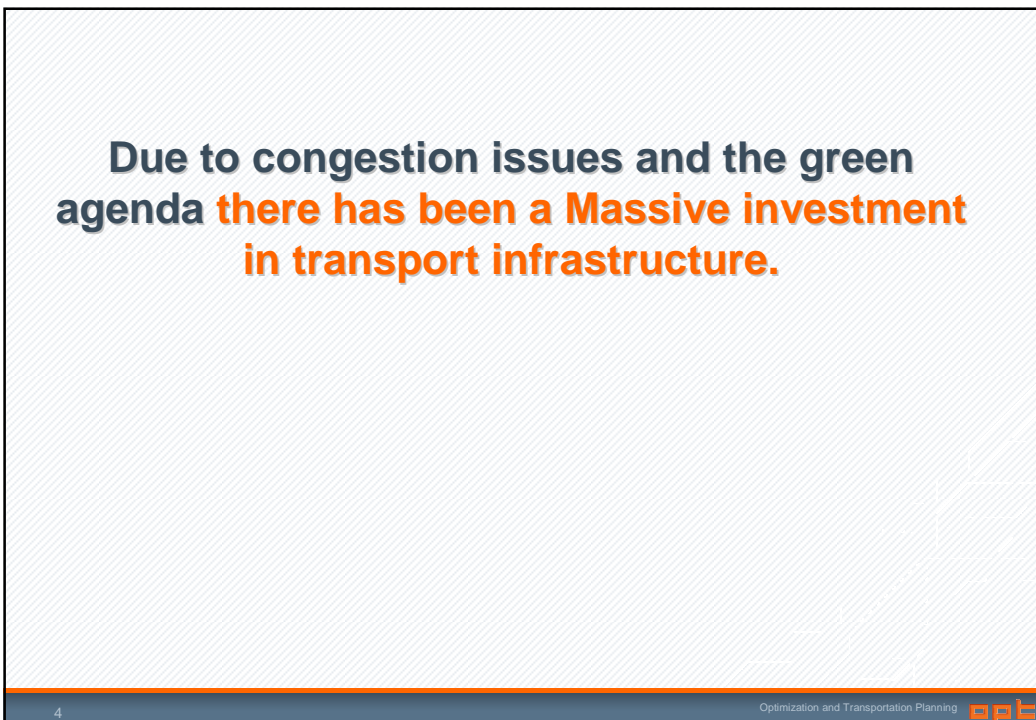 Due to congestion issues and the green
agenda there has been a Massive investment
in transport infrastructure.
4
Optimization and Transportation Planning